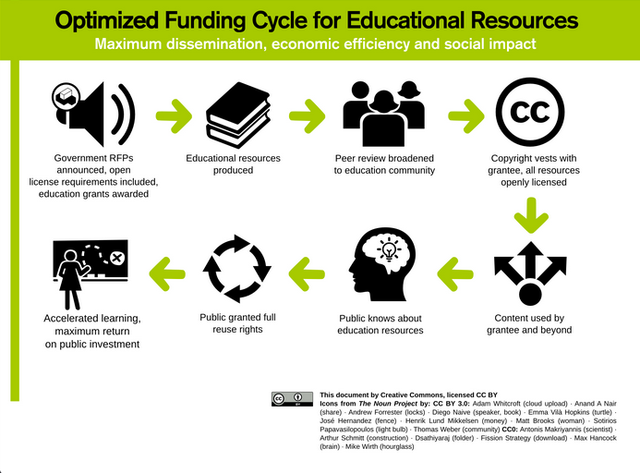 Optimized Funding Cycle for Educational Resources
Maximum dissemination, economic efficiency and social impact
Government RFPs
announced, open
license requirements included,
education grants awarded
Educational resources
produced
Peer review broadened
to education community
CC
Copyright vests with
grantee, all resources
openly licensed
Accelerated learning,
maximum return
on public investment
Public granted full
reuse rights
Public knows about
education resources
Content used by
grantee and beyond
CC
BY
This document by Creative Commons, licensed CC BY
Icons from The Noun Project by: CC BY 3.0: Adam Whitcroft (cloud upload) · Anand A Nair
(share) · Andrew Forrester (locks) · Diego Naive (speaker, book) · Emma Vilà Hopkins (turtle) ·
José Hernandez (fence) · Henrik Lund Mikkelsen (money) · Matt Brooks (woman) · Sotirios
Papavasilopoulos (light bulb) · Thomas Weber (community) CC0: Antonis Makriyannis (scientist) ·
Arthur Schmitt (construction) · Dsathiyaraj (folder) · Fission Strategy (download) · Max Hancock
(brain) · Mike Wirth (hourglass)